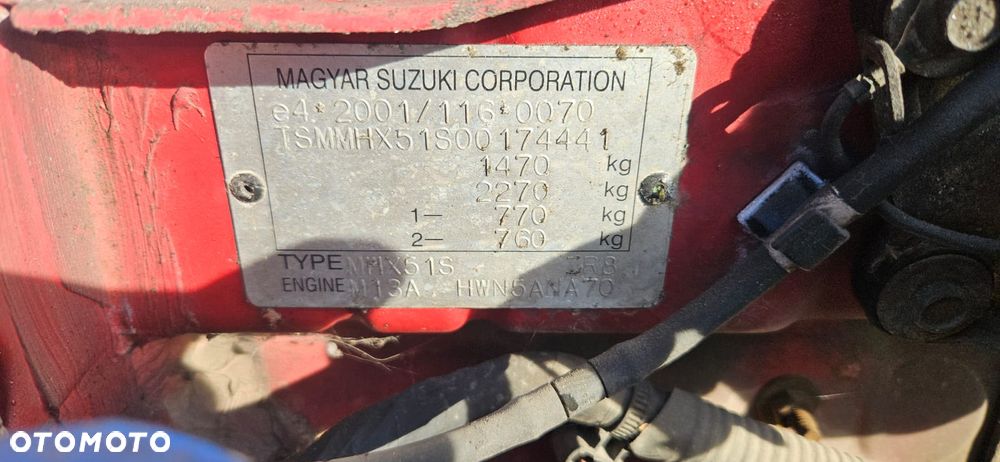 MAGYAR SUZUKI CORPORATION
e4*2001/116*0070
TSMMHX51S00174441
1470 kg
2270 kg
1- 770 kg
2- 760 kg
TYPE MHX51S
ENGINE M13A HWN5ANA70
OTOMOTO